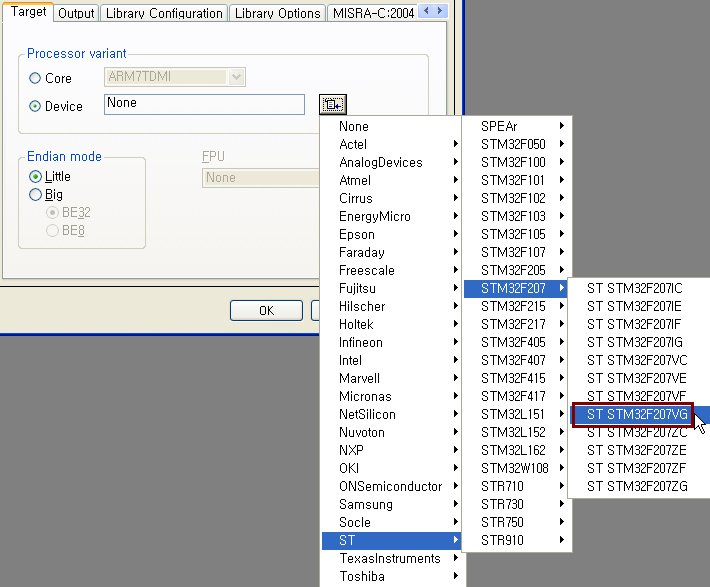 Target Output Library Configuration Library Options MISRA-C:2004
Processor variant
Core ARM7TDMI
Device None
Endian mode
Little
Big
BE32
BE8
FPU
None
OK
None
Actel
AnalogDevices
Atmel
Cirrus
EnergyMicro
Epson
Faraday
Freescale
Fujitsu
Hilscher
Holtek
Infineon
Intel
Marvell
Micronas
NetSilicon
Nuvoton
NXP
OKI
ONSemiconductor
Samsung
Socle
ST
TexasInstruments
Toshiba
SPEAr
STM32F050
STM32F100
STM32F101
STM32F102
STM32F103
STM32F105
STM32F107
STM32F205
STM32F207
STM32F215
STM32F217
STM32F405
STM32F407
STM32F415
STM32F417
STM32L151
STM32L152
STM32L162
STM32W108
STR710
STR730
STR750
STR910
ST STM32F207IC
ST STM32F207IE
ST STM32F207IF
ST STM32F207IG
ST STM32F207VC
ST STM32F207VE
ST STM32F207VF
ST STM32F207VG
ST STM32F207ZC
ST STM32F207ZE
ST STM32F207ZF
ST STM32F207ZG